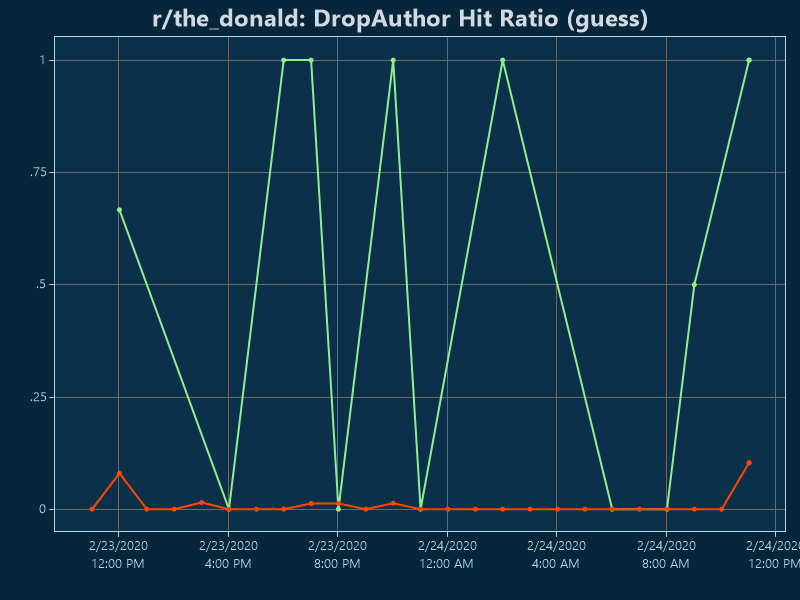 r/the_donald: DropAuthor Hit Ratio (guess)
1
.75
.5
.25
0
2/23/2020 2/23/2020 2/23/2020 2/24/2020 2/24/2020 2/24/2020 2/24/2020
12:00 PM 4:00 PM 8:00 PM 12:00 AM 4:00 AM 8:00 AM 12:00 PM